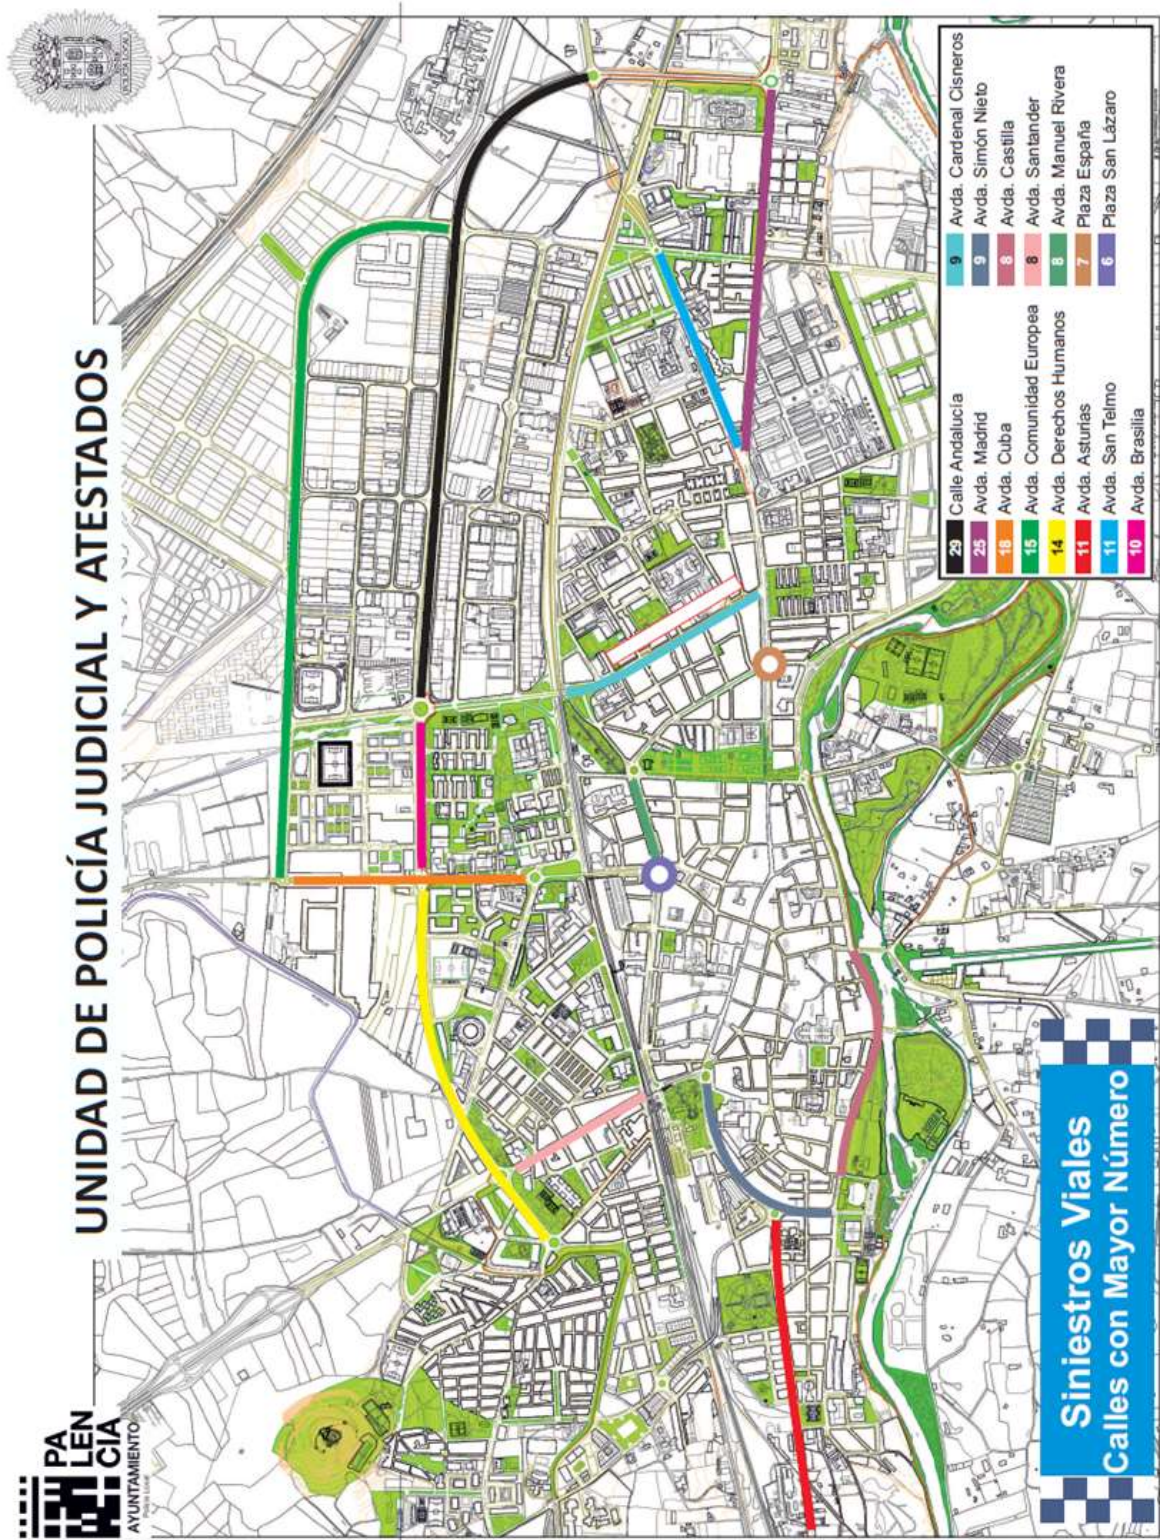 PA
LEN
CIA
AYUNTAMIENTO
Policía Local
UNIDAD DE POLICÍA JUDICIAL Y ATESTADOS
Siniestros Viales
Calles con Mayor Número
29 Calle Andalucía
25 Avda. Madrid
18 Avda. Cuba
15 Avda. Comunidad Europea
14 Avda. Derechos Humanos
11 Avda. Asturias
11 Avda. San Telmo
10 Avda. Brasilia
9 Avda. Cardenal Cisneros
9 Avda. Simón Nieto
8 Avda. Castilla
8 Avda. Santander
8 Avda. Manuel Rivera
7 Plaza España
6 Plaza San Lázaro